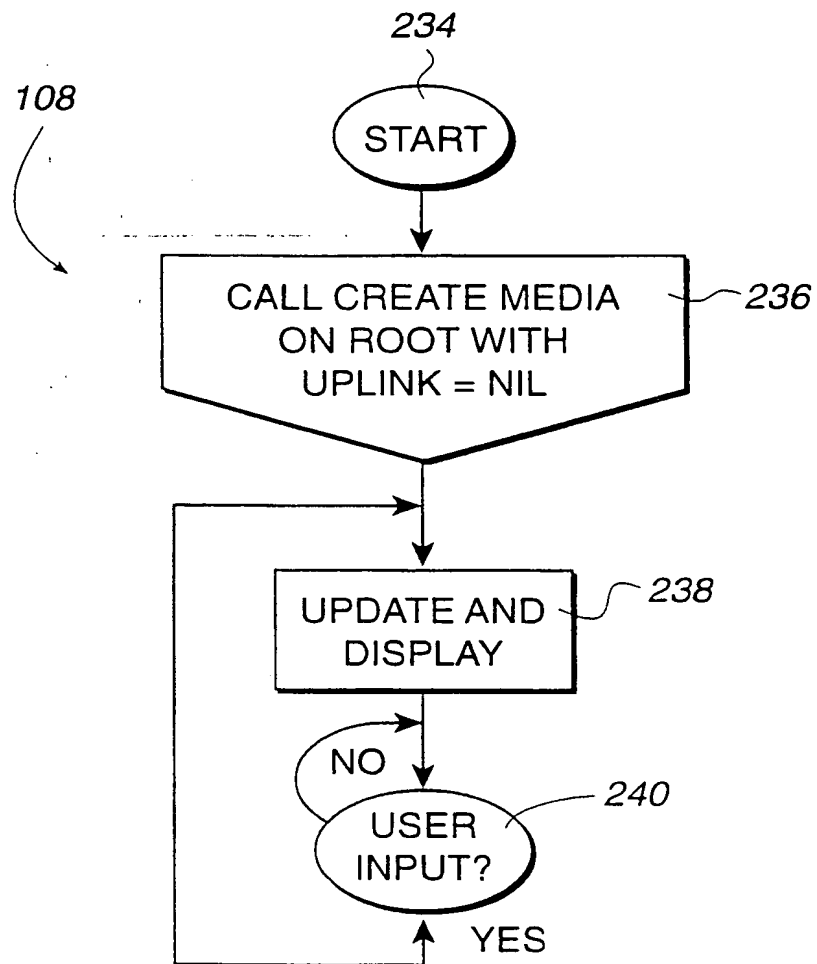 234
108
START
CALL CREATE MEDIA
ON ROOT WITH
UPLINK = NIL
236
UPDATE AND
DISPLAY
238
NO
USER
INPUT?
240
YES